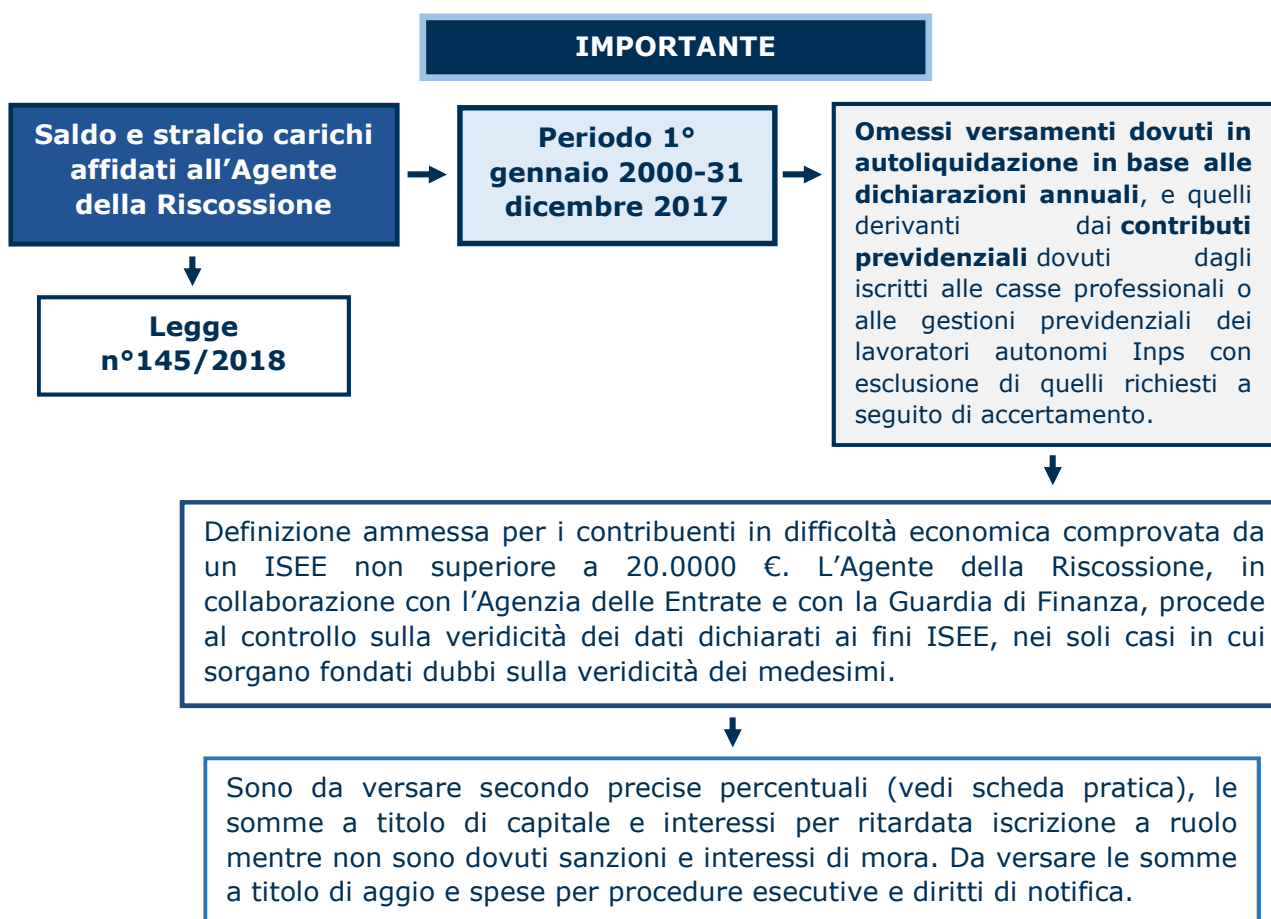 IMPORTANTE
Saldo e stralcio carichi
affidati all’Agente
della Riscossione
Periodo 1°
gennaio 2000-31
dicembre 2017
Omessi versamenti dovuti in
autoliquidazione in base alle
dichiarazioni annuali, e quelli
derivanti dai contributi
previdenziali dovuti dagli
iscritti alle casse professionali o
alle gestioni previdenziali dei
lavoratori autonomi Inps con
esclusione di quelli richiesti a
seguito di accertamento.
Legge
n°145/2018
Definizione ammessa per i contribuenti in difficoltà economica comprovata da
un ISEE non superiore a 20.0000 €. L’Agente della Riscossione, in
collaborazione con l’Agenzia delle Entrate e con la Guardia di Finanza, procede
al controllo sulla veridicità dei dati dichiarati ai fini ISEE, nei soli casi in cui
sorgano fondati dubbi sulla veridicità dei medesimi.
Sono da versare secondo precise percentuali (vedi scheda pratica), le
somme a titolo di capitale e interessi per ritardata iscrizione a ruolo
mentre non sono dovuti sanzioni e interessi di mora. Da versare le somme
a titolo di aggio e spese per procedure esecutive e diritti di notifica.